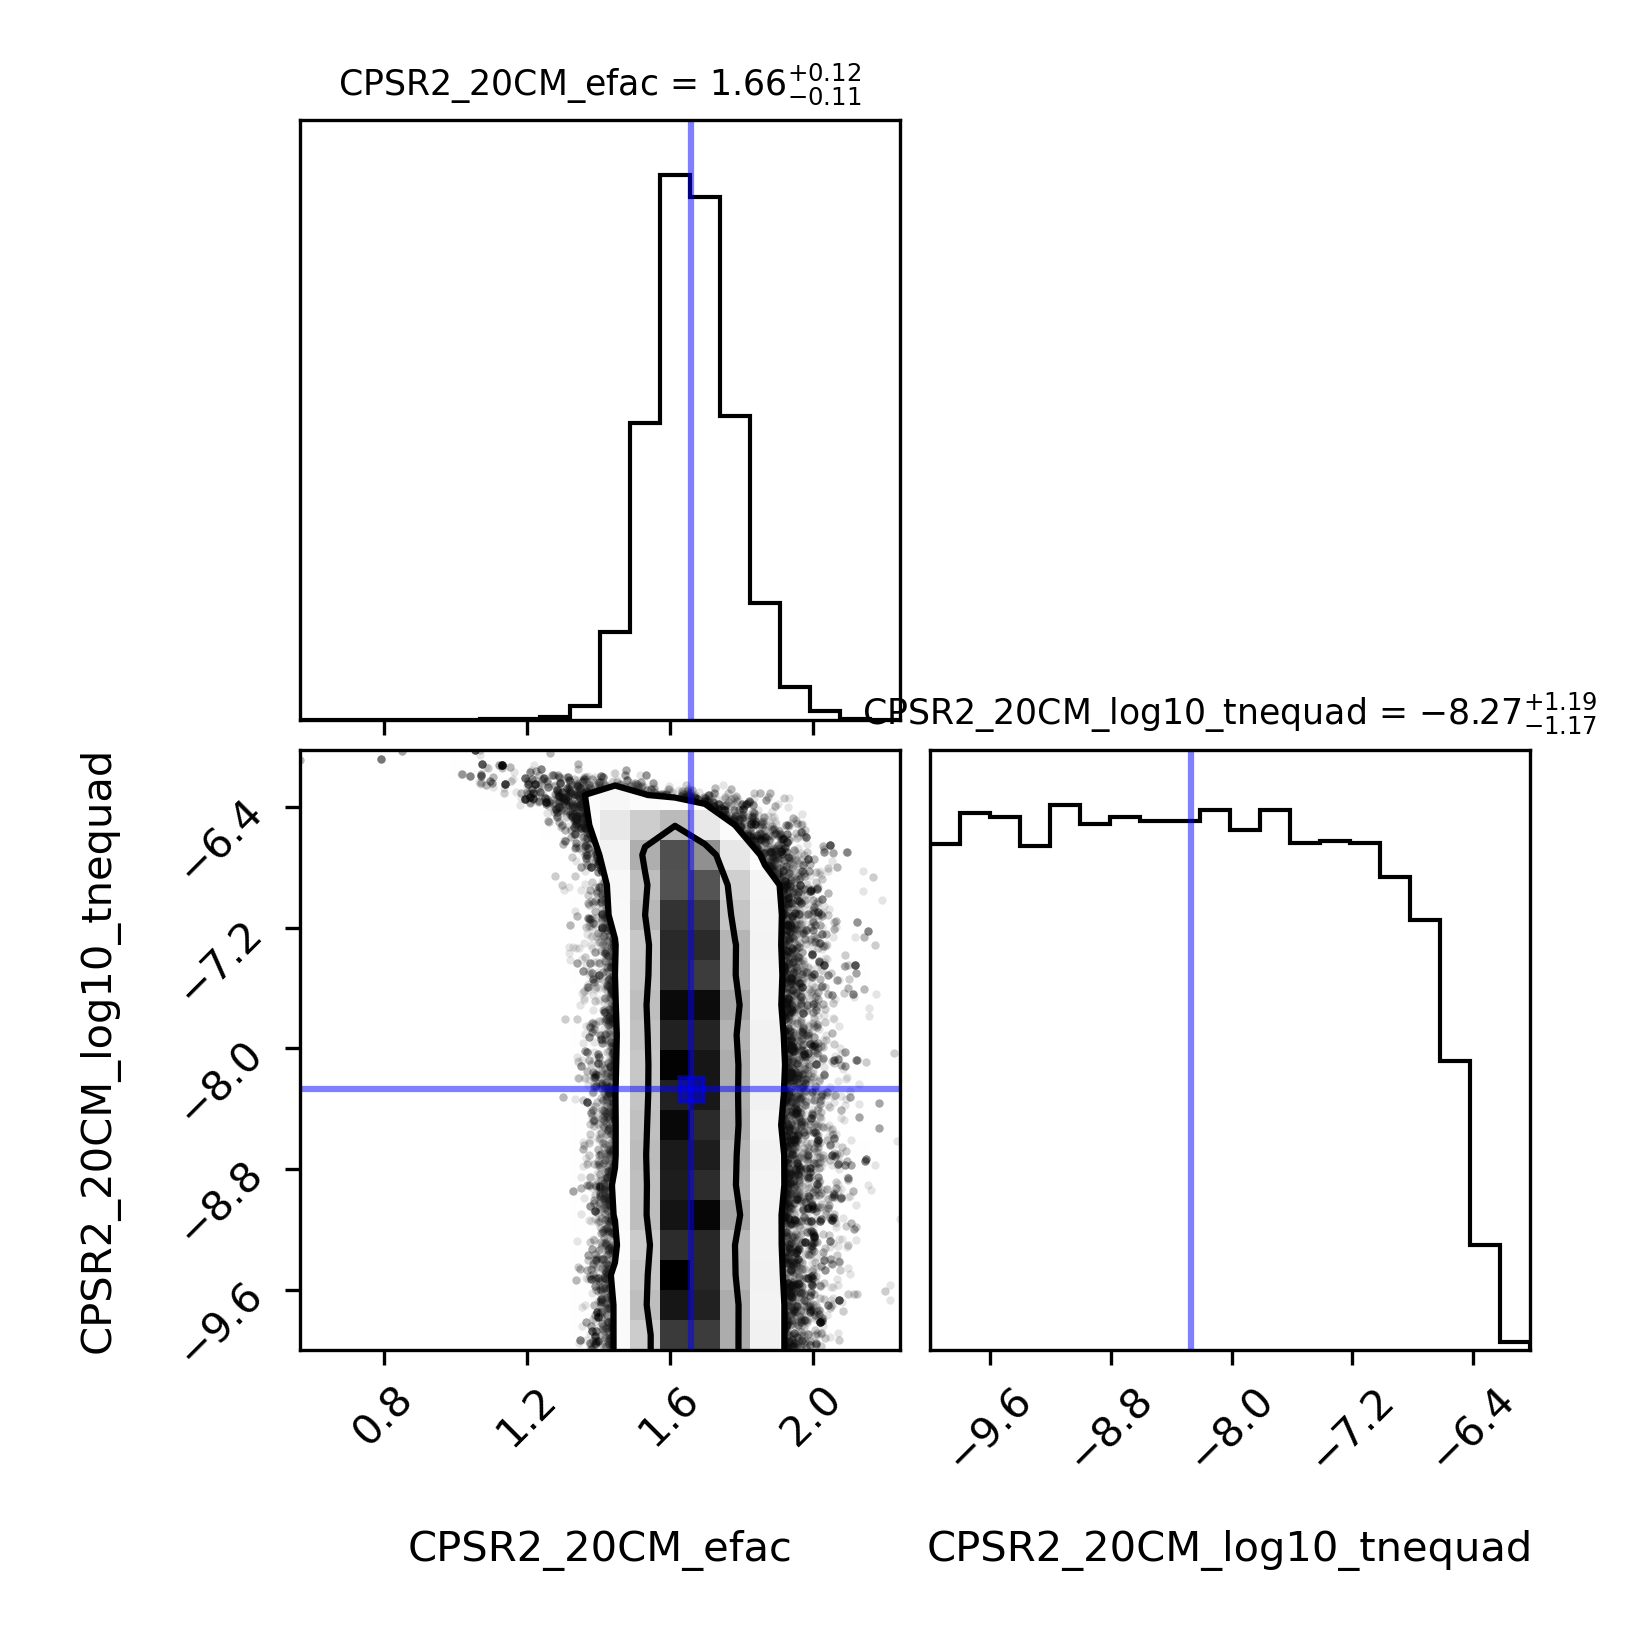 CPSR2_20CM_efac = 1.66+0.12−0.11
CPSR2_20CM_log10_tnequad = −8.27+1.19−1.17
CPSR2_20CM_log10_tnequad
−6.4
−7.2
−8.0
−8.8
−9.6
0.8 1.2 1.6 2.0
−9.6 −8.8 −8.0 −7.2 −6.4
CPSR2_20CM_efac
CPSR2_20CM_log10_tnequad